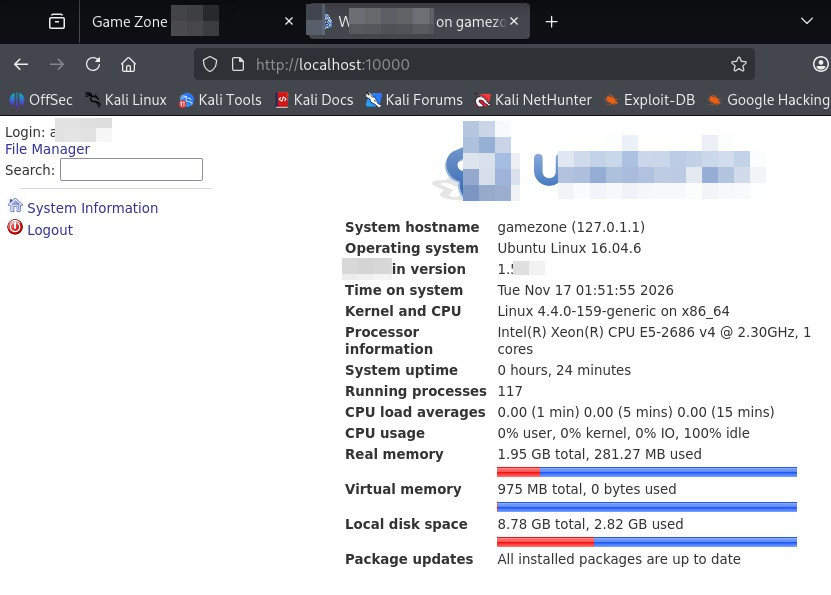 Game Zone
W on gamezo
http://localhost:10000
OffSec Kali Linux Kali Tools Kali Docs Kali Forums Kali NetHunter Exploit-DB Google Hacking
Login: a
File Manager
Search:
System Information
Logout
System hostname gamezone (127.0.1.1)
Operating system Ubuntu Linux 16.04.6
in version 1.
Time on system Tue Nov 17 01:51:55 2026
Kernel and CPU Linux 4.4.0-159-generic on x86_64
Processor Intel(R) Xeon(R) CPU E5-2686 v4 @ 2.30GHz, 1
information cores
System uptime 0 hours, 24 minutes
Running processes 117
CPU load averages 0.00 (1 min) 0.00 (5 mins) 0.00 (15 mins)
CPU usage 0% user, 0% kernel, 0% IO, 100% idle
Real memory 1.95 GB total, 281.27 MB used
Virtual memory 975 MB total, 0 bytes used
Local disk space 8.78 GB total, 2.82 GB used
Package updates All installed packages are up to date